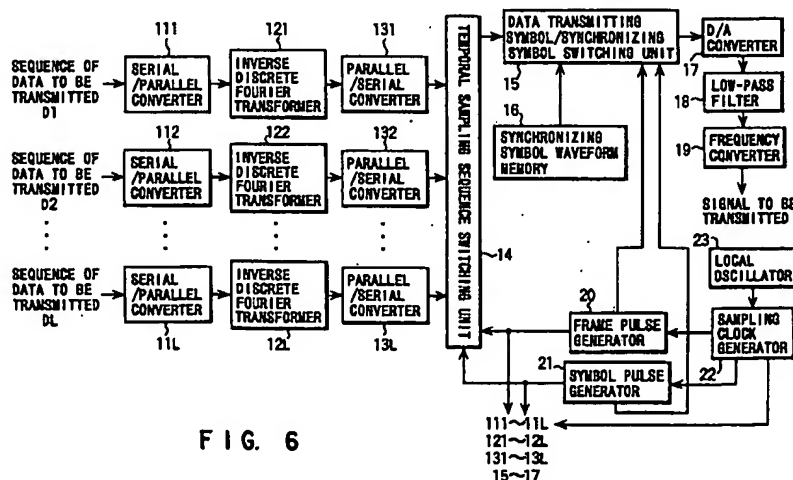 111
121
131
SEQUENCE OF
DATA TO BE
TRANSMITTED
D1
SERIAL
/PARALLEL
CONVERTER
INVERSE
DISCRETE
FOURIER
TRANSFORMER
PARALLEL
/SERIAL
CONVERTER
112
122
132
SEQUENCE OF
DATA TO BE
TRANSMITTED
D2
SERIAL
/PARALLEL
CONVERTER
INVERSE
DISCRETE
FOURIER
TRANSFORMER
PARALLEL
/SERIAL
CONVERTER
SEQUENCE OF
DATA TO BE
TRANSMITTED
DL
SERIAL
/PARALLEL
CONVERTER
INVERSE
DISCRETE
FOURIER
TRANSFORMER
PARALLEL
/SERIAL
CONVERTER
11L
12L
13L
TEMPORAL SAMPLING SEQUENCE SWITCHING UNIT
14
DATA TRANSMITTING
SYMBOL/SYNCHRONIZING
SYMBOL SWITCHING UNIT
15
16
SYNCHRONIZING
SYMBOL WAVEFORM
MEMORY
D/A
CONVERTER
17
18
LOW-PASS
FILTER
19
FREQUENCY
CONVERTER
SIGNAL TO BE
TRANSMITTED
23
LOCAL
OSCILLATOR
20
FRAME PULSE
GENERATOR
SAMPLING
CLOCK
GENERATOR
22
21
SYMBOL PULSE
GENERATOR
111~11L
121~12L
131~13L
15~17
FIG. 6